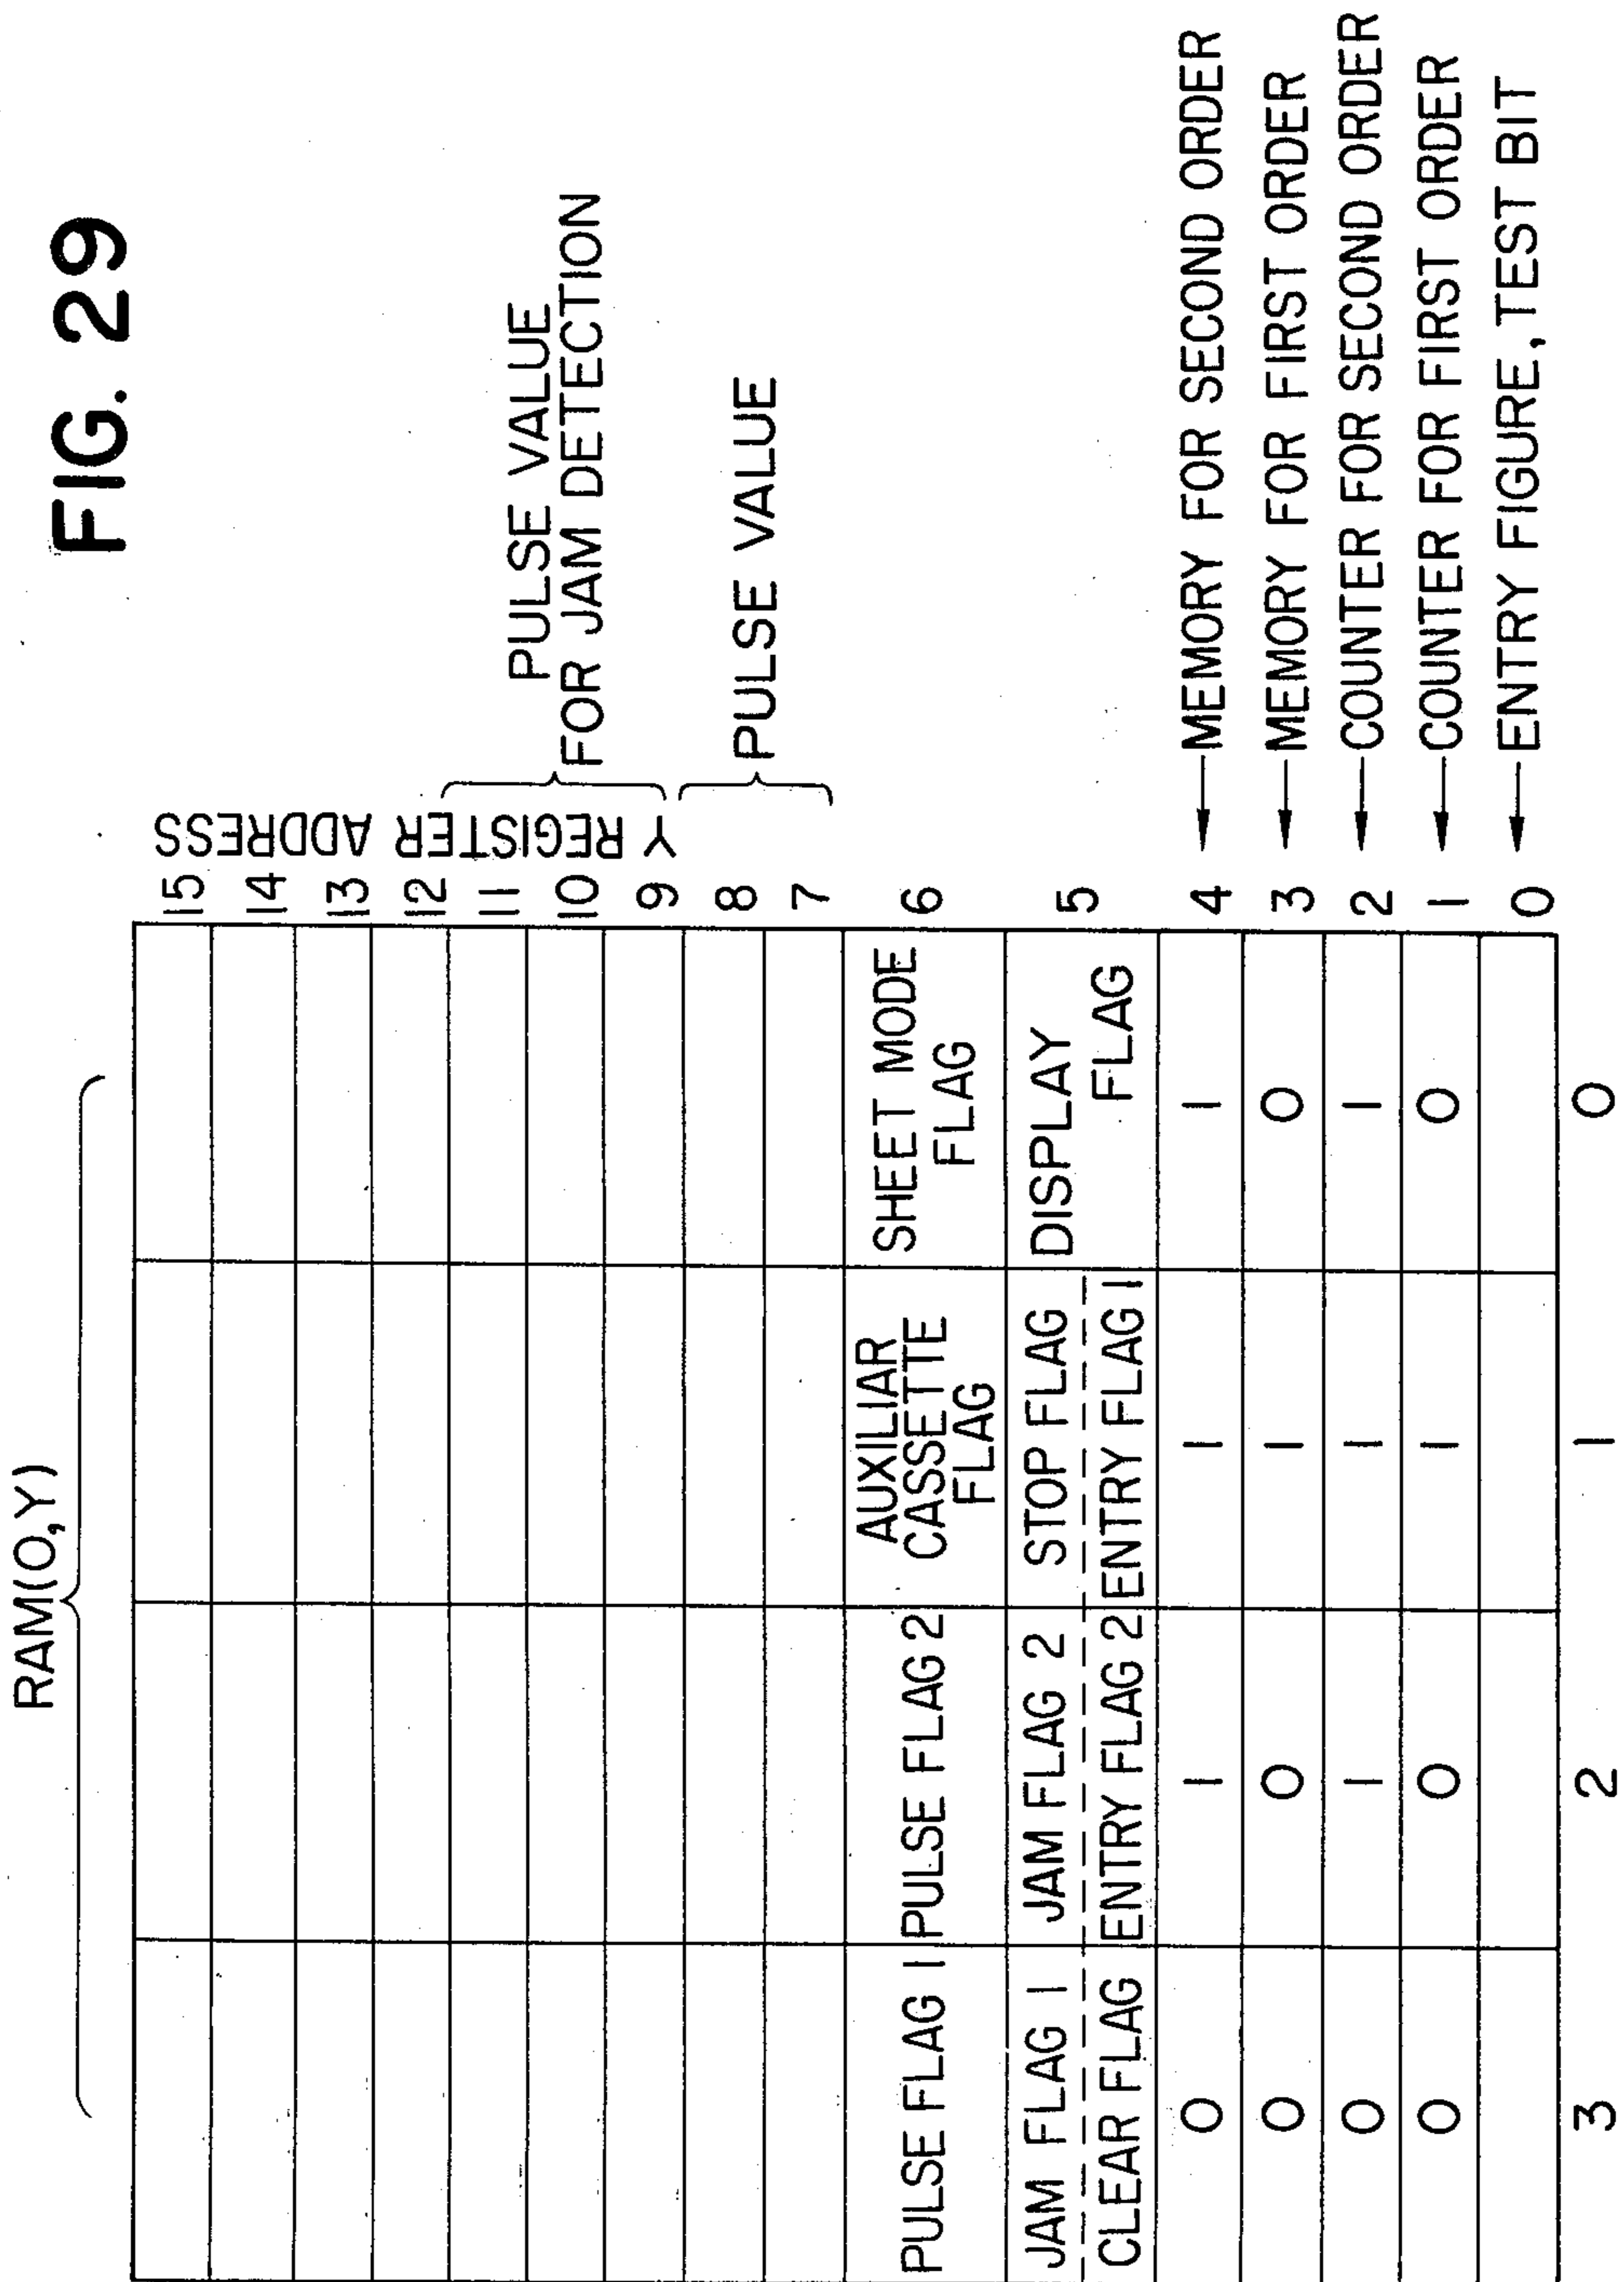 FIG. 29
RAM(0,Y)
Y REGISTER ADDRESS
15
14
13
12
11
10
9
PULSE VALUE
FOR JAM DETECTION
8
7
PULSE VALUE
PULSE FLAG 1 PULSE FLAG 2 AUXILIAR CASSETTE FLAG SHEET MODE FLAG 6
JAM FLAG 1 JAM FLAG 2 STOP FLAG DISPLAY FLAG 5
CLEAR FLAG ENTRY FLAG 2 ENTRY FLAG 1
0 1 1 1 4 MEMORY FOR SECOND ORDER
0 0 1 0 3 MEMORY FOR FIRST ORDER
0 1 1 1 2 COUNTER FOR SECOND ORDER
0 0 1 0 1 COUNTER FOR FIRST ORDER
0 ENTRY FIGURE, TEST BIT
3 2 1 0